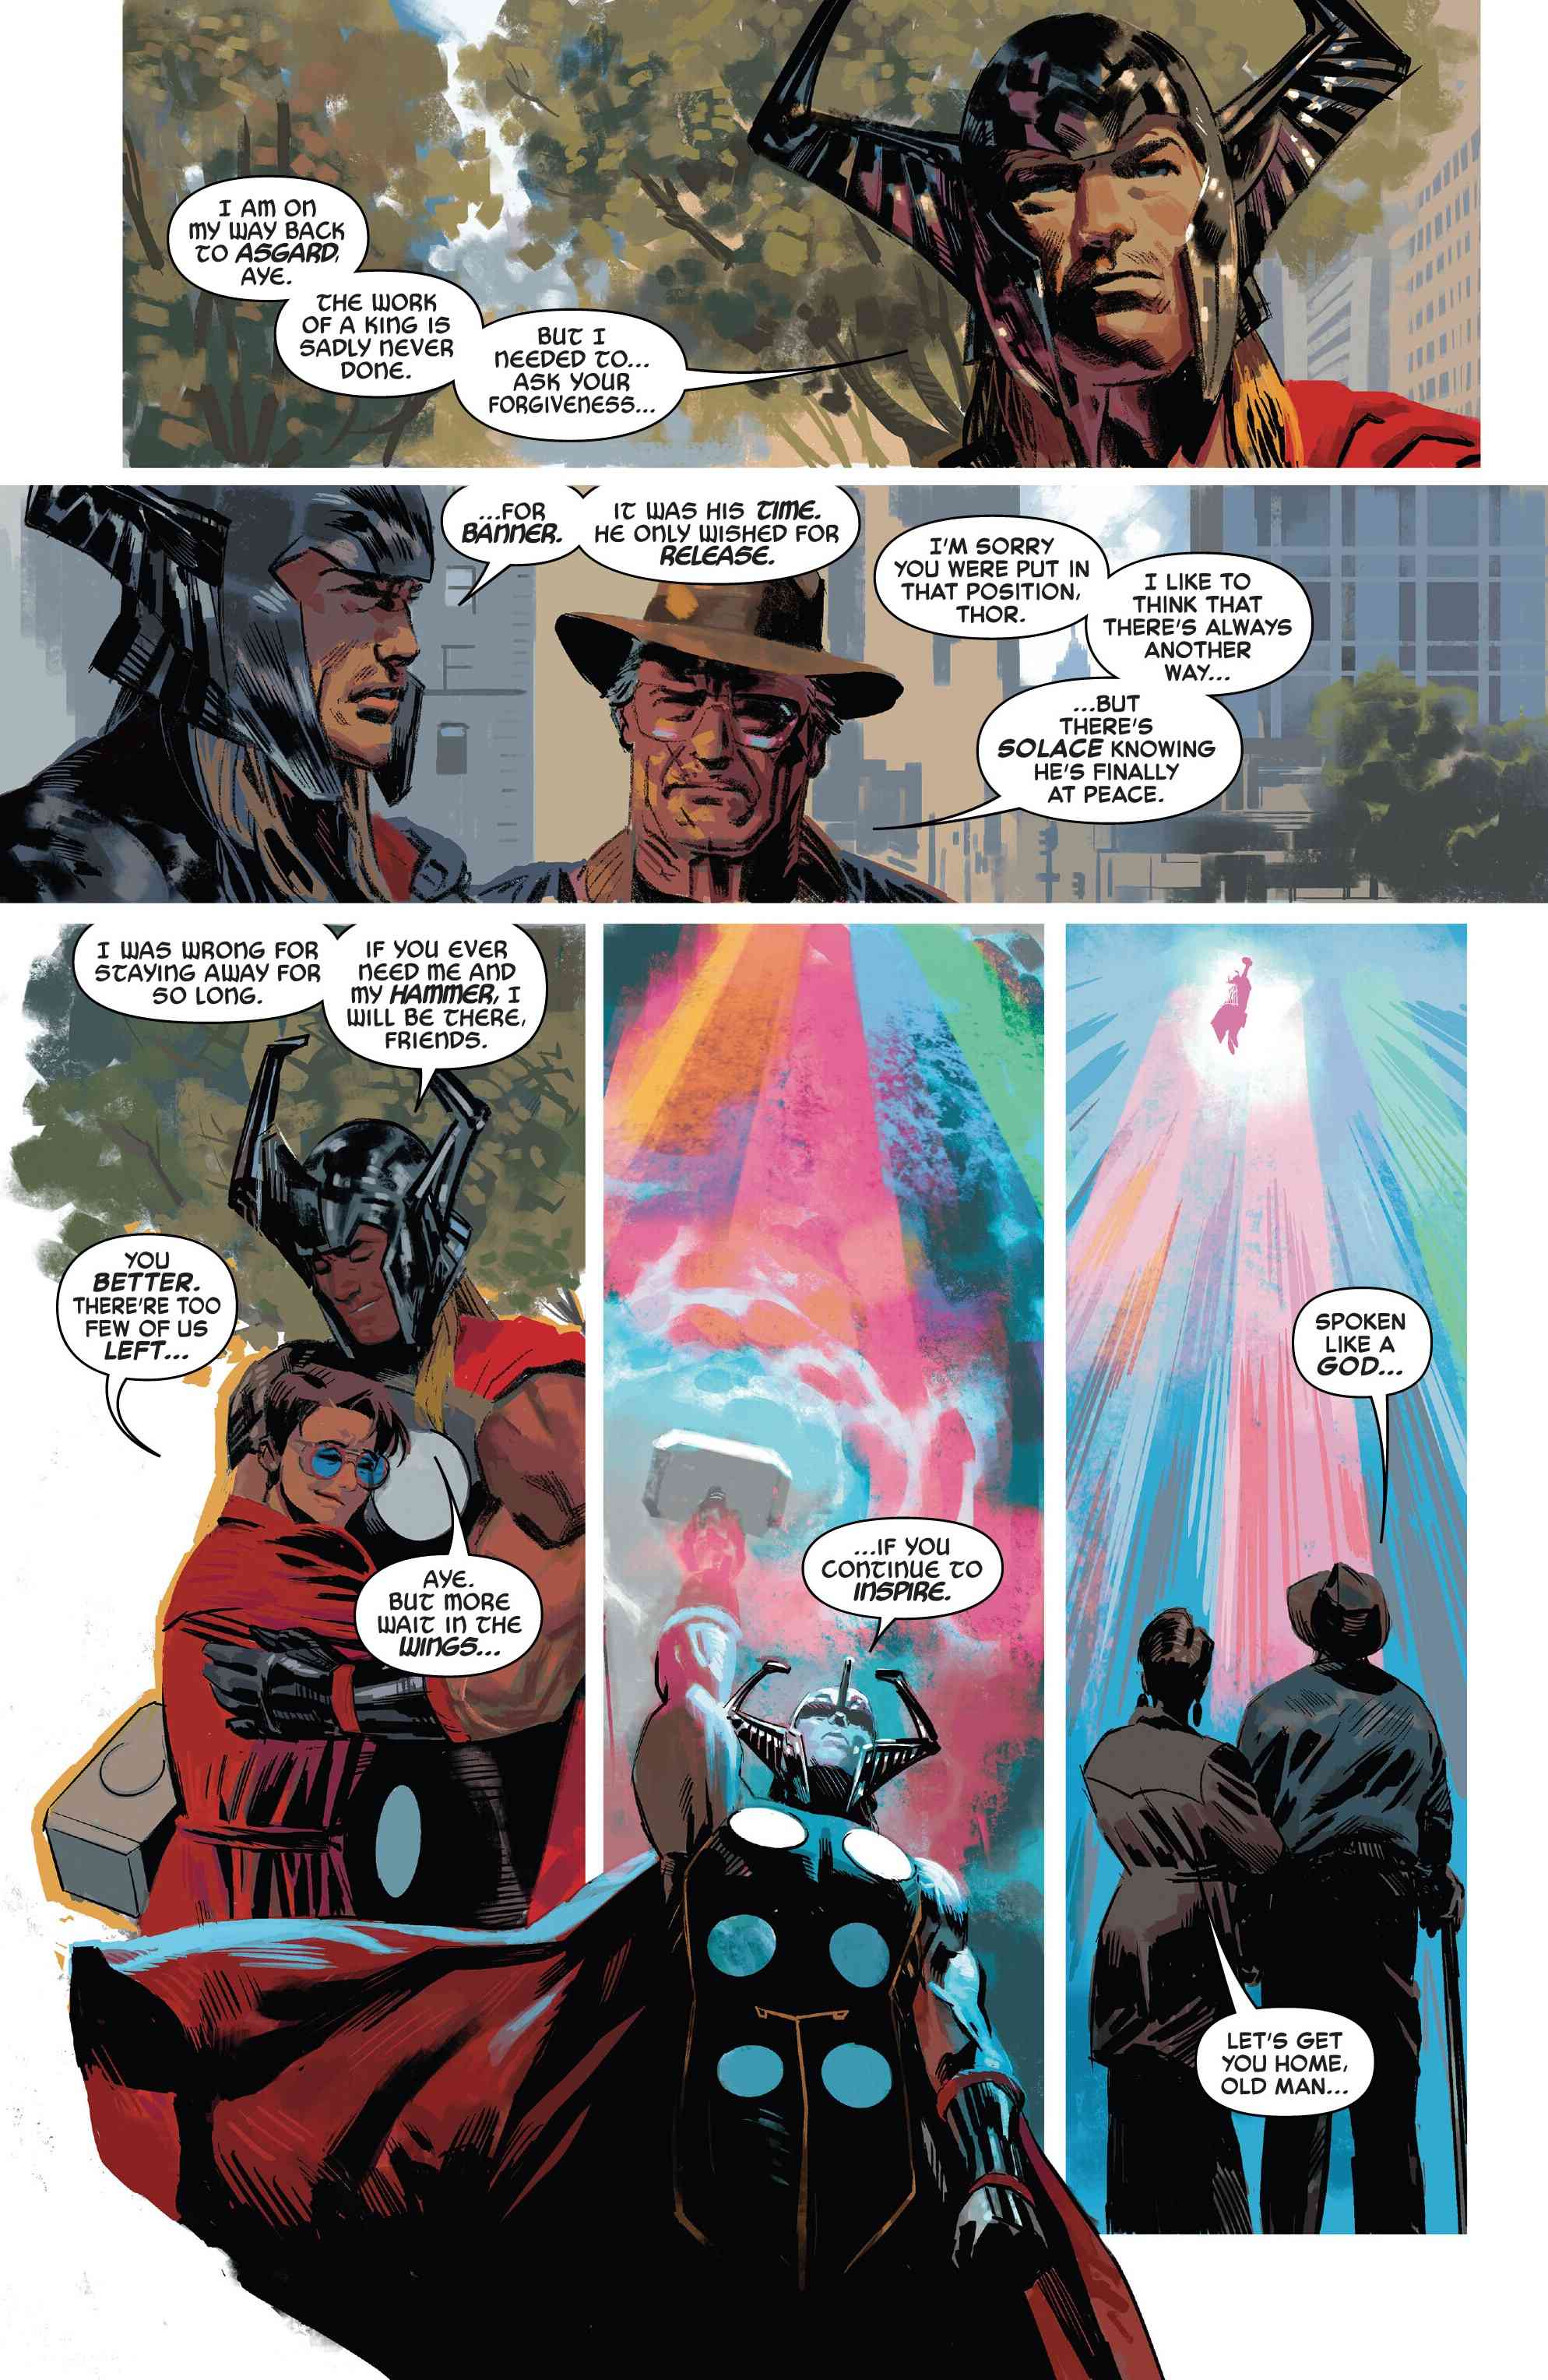 I AM ON
MY WAY BACK
TO ASGARD,
AYE.
THE WORK
OF A KING IS
SADLY NEVER
DONE.
BUT I
NEEDED TO...
ASK YOUR
FORGIVENESS...
...FOR
BANNER.
IT WAS HIS TIME.
HE ONLY WISHED FOR
RELEASE.
I'M SORRY
YOU WERE PUT IN
THAT POSITION,
THOR.
I LIKE TO
THINK THAT
THERE'S ALWAYS
ANOTHER
WAY...
...BUT
THERE'S
SOLACE KNOWING
HE'S FINALLY
AT PEACE.
I WAS WRONG FOR
STAYING AWAY FOR
SO LONG.
IF YOU EVER
NEED ME AND
MY HAMMER, I
WILL BE THERE,
FRIENDS.
YOU
BETTER.
THERE'RE TOO
FEW OF US
LEFT...
AYE.
BUT MORE
WAIT IN THE
WINGS...
...IF YOU
CONTINUE TO
INSPIRE.
SPOKEN
LIKE A
GOD...
LET'S GET
YOU HOME,
OLD MAN...